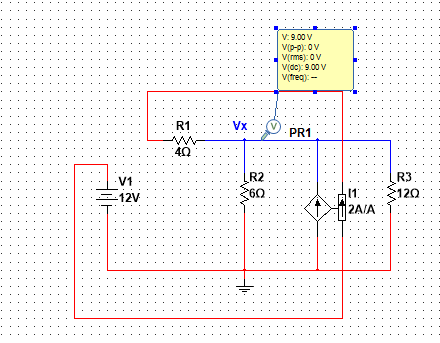 V: 9.00 V
V(p-p): 0 V
V(rms): 0 V
V(dc): 9.00 V
V(freq): --
R1
4Ω
Vx
V
PR1
V1
12V
R2
6Ω
I1
2A/A
R3
12Ω